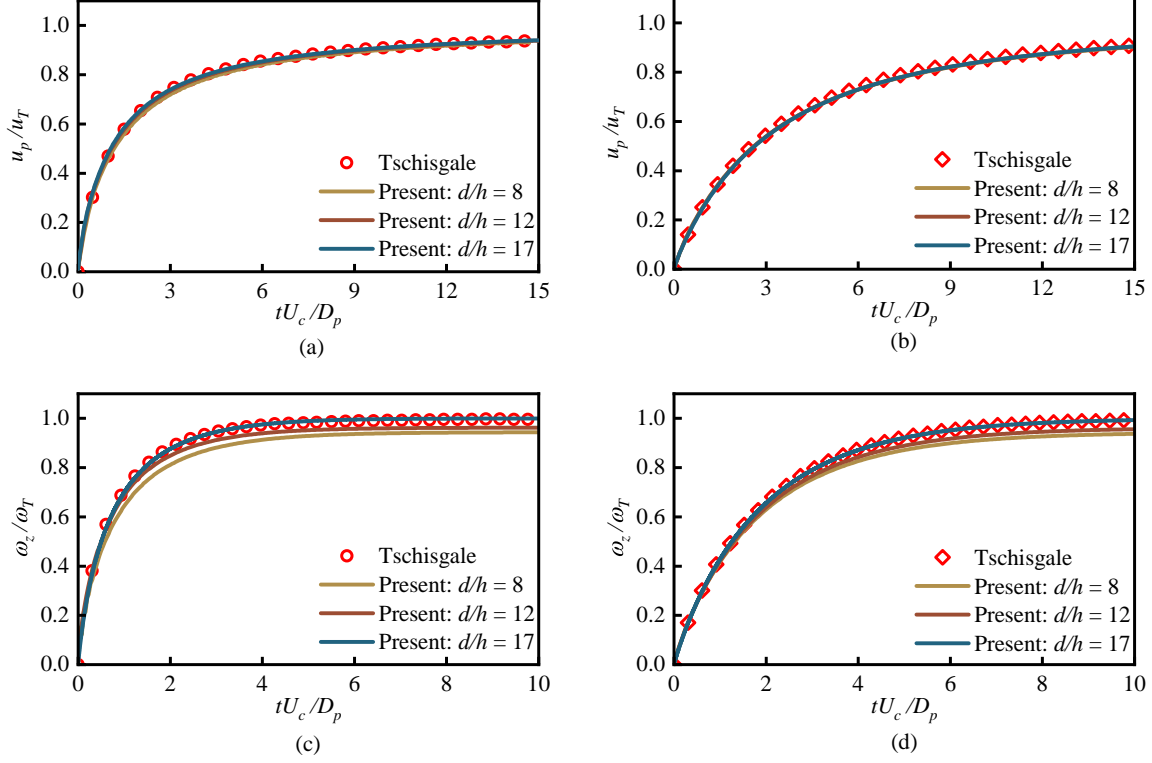 1.0
0.8
0.6
0.4
0.2
0.0
u_p/u_T
Tschisgale
Present: d/h = 8
Present: d/h = 12
Present: d/h = 17
0 3 6 9 12 15
tU_c/D_p
(a)
1.0
0.8
0.6
0.4
0.2
0.0
u_p/u_T
Tschisgale
Present: d/h = 8
Present: d/h = 12
Present: d/h = 17
0 3 6 9 12 15
tU_c/D_p
(b)
1.0
0.8
0.6
0.4
0.2
0.0
ω_z/ω_T
Tschisgale
Present: d/h = 8
Present: d/h = 12
Present: d/h = 17
0 2 4 6 8 10
tU_c/D_p
(c)
1.0
0.8
0.6
0.4
0.2
0.0
ω_z/ω_T
Tschisgale
Present: d/h = 8
Present: d/h = 12
Present: d/h = 17
0 2 4 6 8 10
tU_c/D_p
(d)